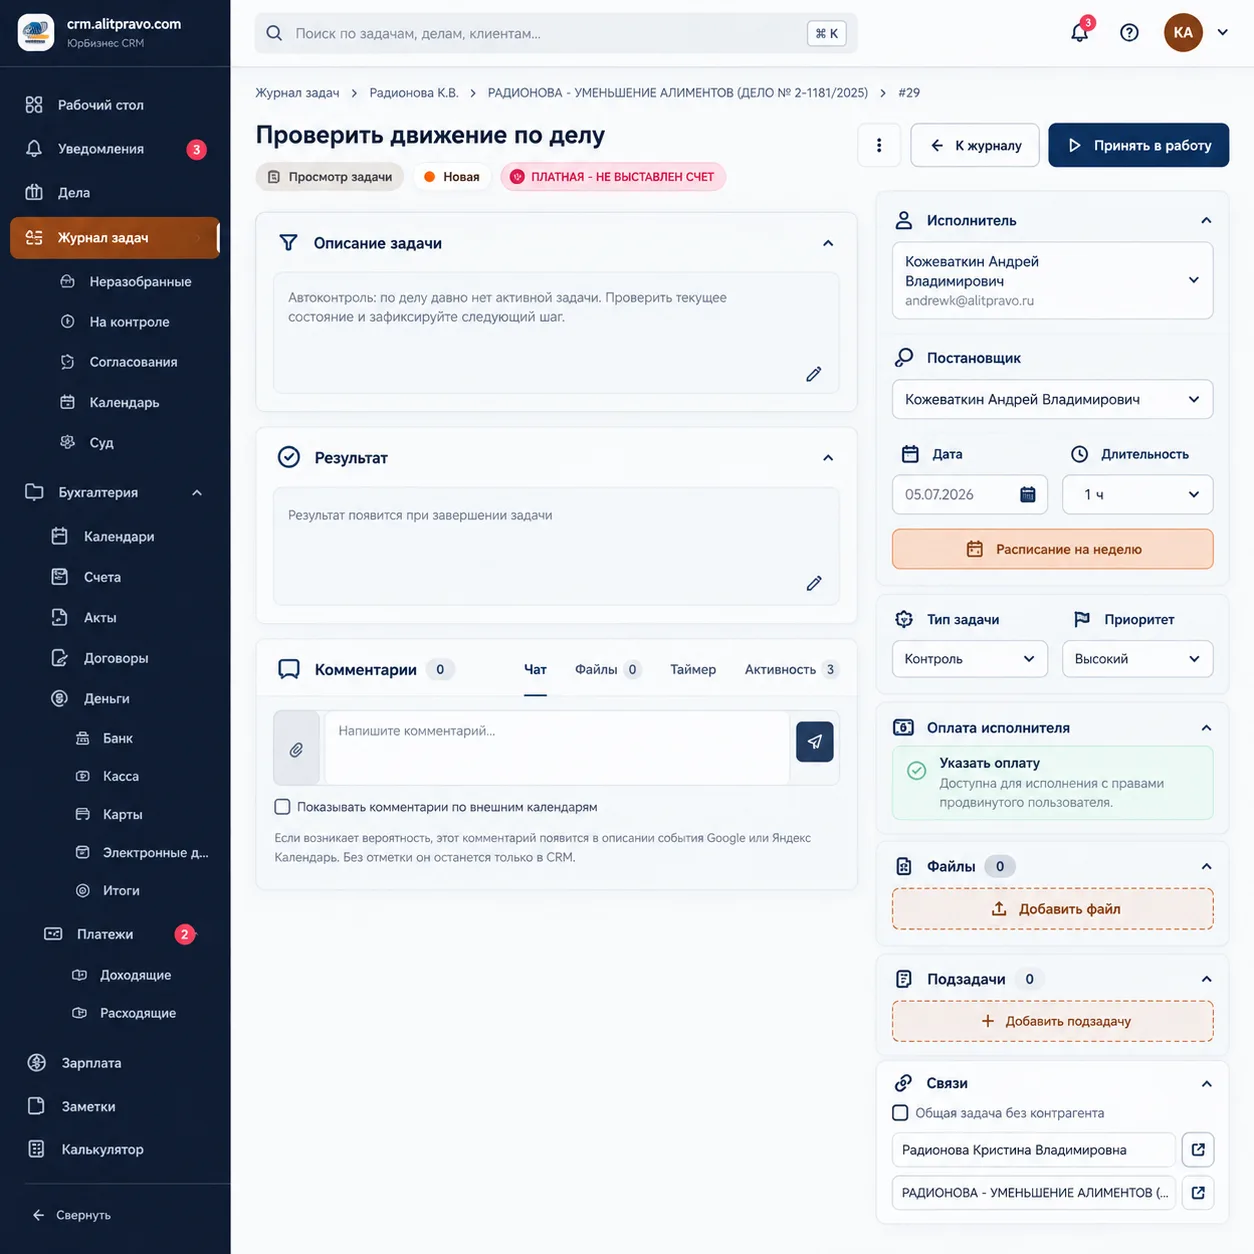 crm.alitpravo.com
ЮрБизнес CRM
Рабочий стол
Уведомления 3
Дела
Журнал задач
Неразобранные
На контроле
Согласования
Календарь
Суд
Бухгалтерия
Календари
Счета
Акты
Договоры
Деньги
Банк
Касса
Карты
Электронные д...
Итоги
Платежи 2
Доходящие
Расходящие
Зарплата
Заметки
Калькулятор
Свернуть
Поиск по задачам, делам, клиентам...
⌘ K
3
KA
Журнал задач > Радионова К.В. > РАДИОНОВА - УМЕНЬШЕНИЕ АЛИМЕНТОВ (ДЕЛО № 2-1181/2025) > #29
Проверить движение по делу
К журналу
Принять в работу
Просмотр задачи
Новая
ПЛАТНАЯ - НЕ ВЫСТАВЛЕН СЧЕТ
Описание задачи
Автоконтроль: по делу давно нет активной задачи. Проверить текущее
состояние и зафиксируйте следующий шаг.
Результат
Результат появится при завершении задачи
Комментарии 0
Чат
Файлы 0
Таймер
Активность 3
Напишите комментарий...
Показывать комментарии по внешним календарям
Если возникает вероятность, этот комментарий появится в описании события Google или Яндекс
Календарь. Без отметки он останется только в CRM.
Исполнитель
Кожеваткин Андрей
Владимирович
andrewk@alitpravo.ru
Постановщик
Кожеваткин Андрей Владимирович
Дата
Длительность
05.07.2026
1 ч
Расписание на неделю
Тип задачи
Приоритет
Контроль
Высокий
Оплата исполнителя
Указать оплату
Доступна для исполнения с правами
продвинутого пользователя.
Файлы 0
Добавить файл
Подзадачи 0
Добавить подзадачу
Связи
Общая задача без контрагента
Радионова Кристина Владимировна
РАДИОНОВА - УМЕНЬШЕНИЕ АЛИМЕНТОВ (...